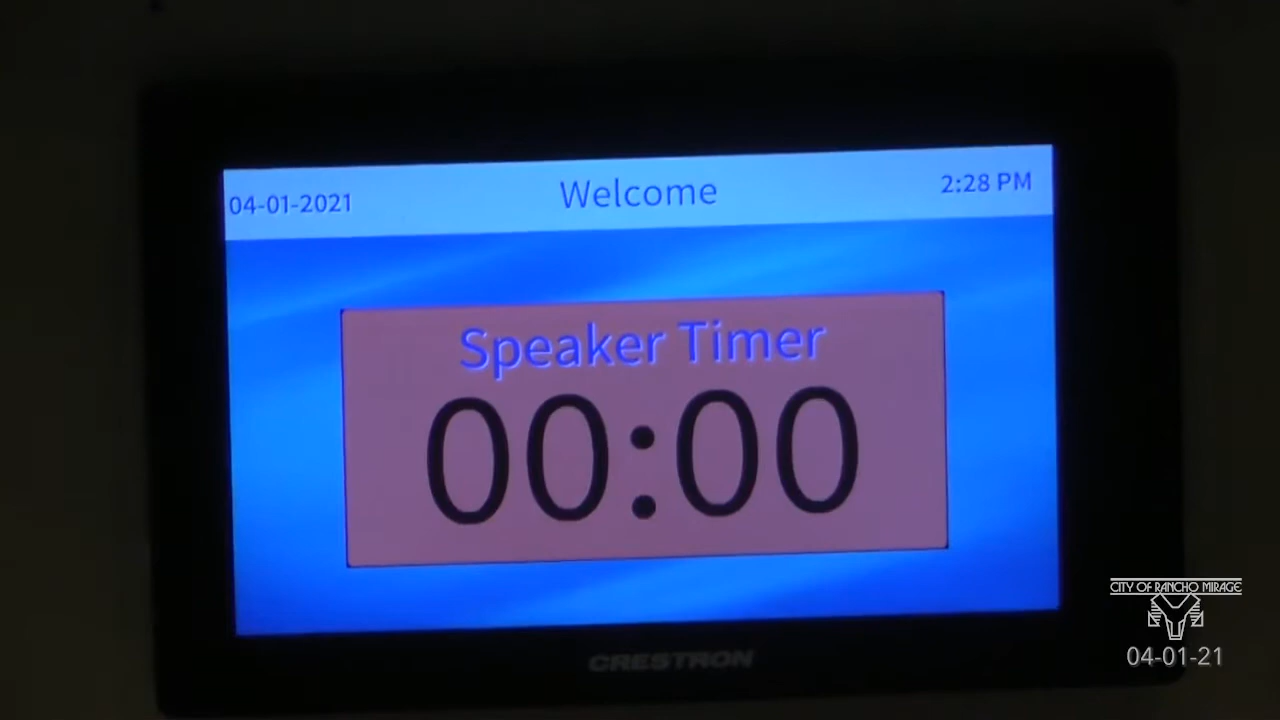 04-01-2021 Welcome 2:28 PM
Speaker Timer
00:00
CRESTRON
CITY OF RANCHO MIRAGE
04-01-21